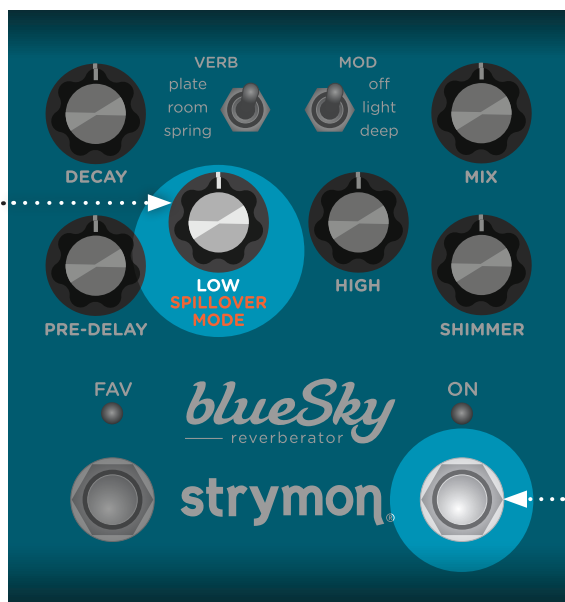 VERB
MOD
plate
room
spring
off
light
deep
DECAY
MIX
LOW
SPILLOVER
MODE
HIGH
PRE-DELAY
SHIMMER
FAV
ON
blueSky
reverberator
strymon®